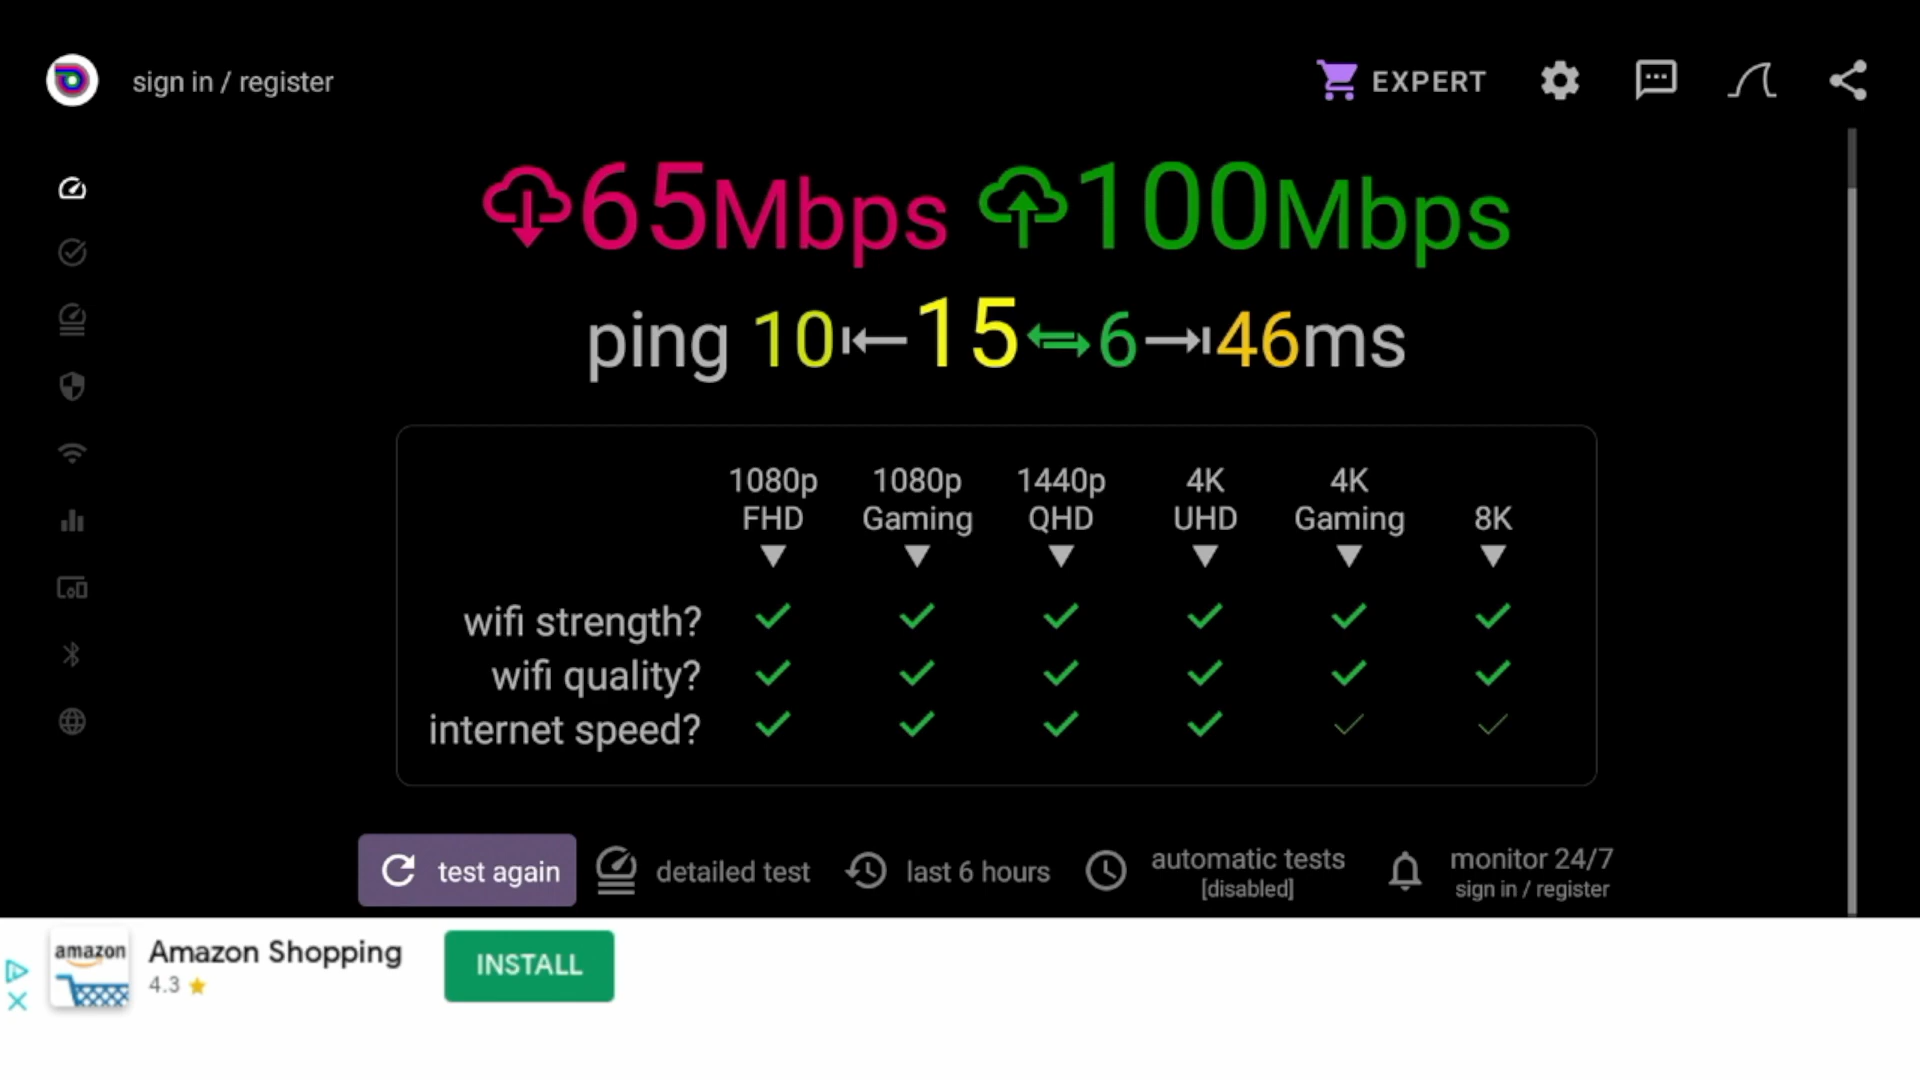 sign in / register
EXPERT
65Mbps 100Mbps
ping 10 15 6 46ms
1080p 1080p 1440p 4K 4K
FHD Gaming QHD UHD Gaming 8K
wifi strength?
wifi quality?
internet speed?
test again
detailed test
last 6 hours
automatic tests
[disabled]
monitor 24/7
sign in / register
amazon
Amazon Shopping
4.3
INSTALL